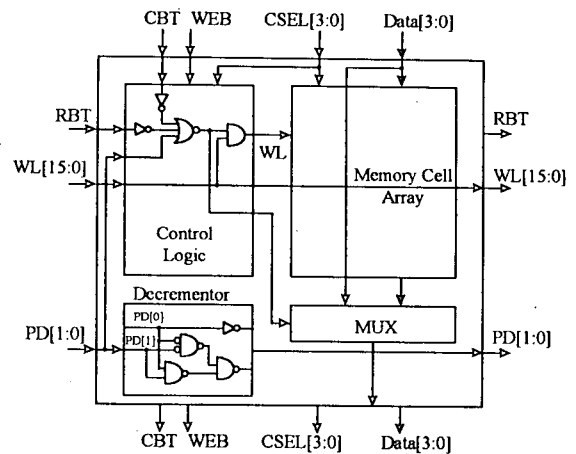 CBT WEB CSEL[3:0] Data[3:0]
RBT RBT
WL
WL[15:0] Memory Cell WL[15:0]
Array
Control
Logic
Decrementor
PD[0]
MUX
PD[1:0] PD[1] PD[1:0]
CBT WEB CSEL[3:0] Data[3:0]